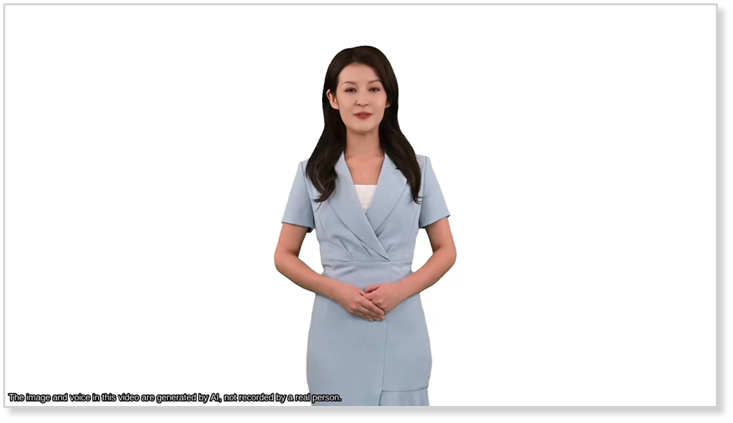 The image and voice in this video are generated by AI, not recorded by a real person.